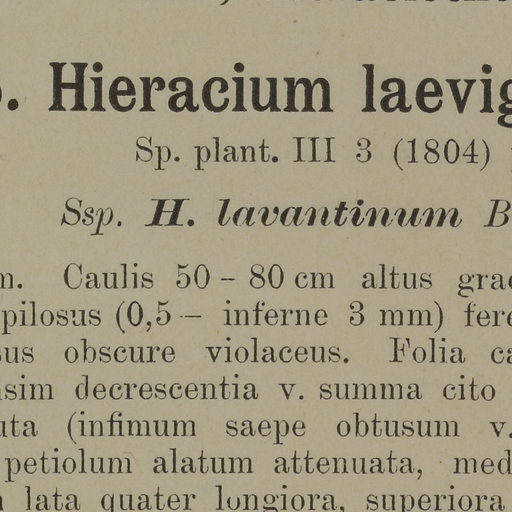 . Hieracium laevig
Sp. plant. III 3 (1804)
Ssp. H. lavantinum B
m. Caulis 50 – 80 cm altus grac
pilosus (0,5 – inferne 3 mm) fere
sus obscure violaceus. Folia ca
sim decrescentia v. summa cito
uta (infimum saepe obtusum v.
petiolum alatum attenuata, med
lata quater longiora, superiora